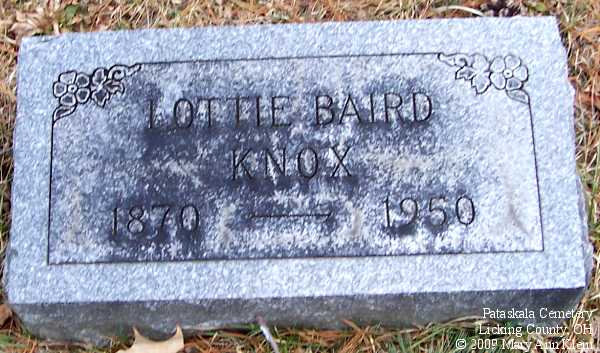 LOTTIE BAIRD
KNOX
1870 — 1950
Pataskala Cemetery
Licking County, OH
© 2009 Mary Ann Klein